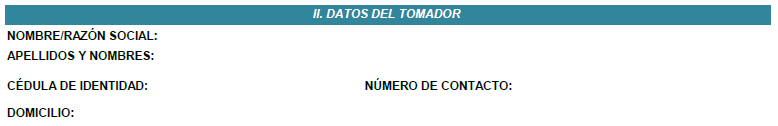 II. DATOS DEL TOMADOR
NOMBRE/RAZÓN SOCIAL:
APELLIDOS Y NOMBRES:
CÉDULA DE IDENTIDAD: NÚMERO DE CONTACTO:
DOMICILIO: